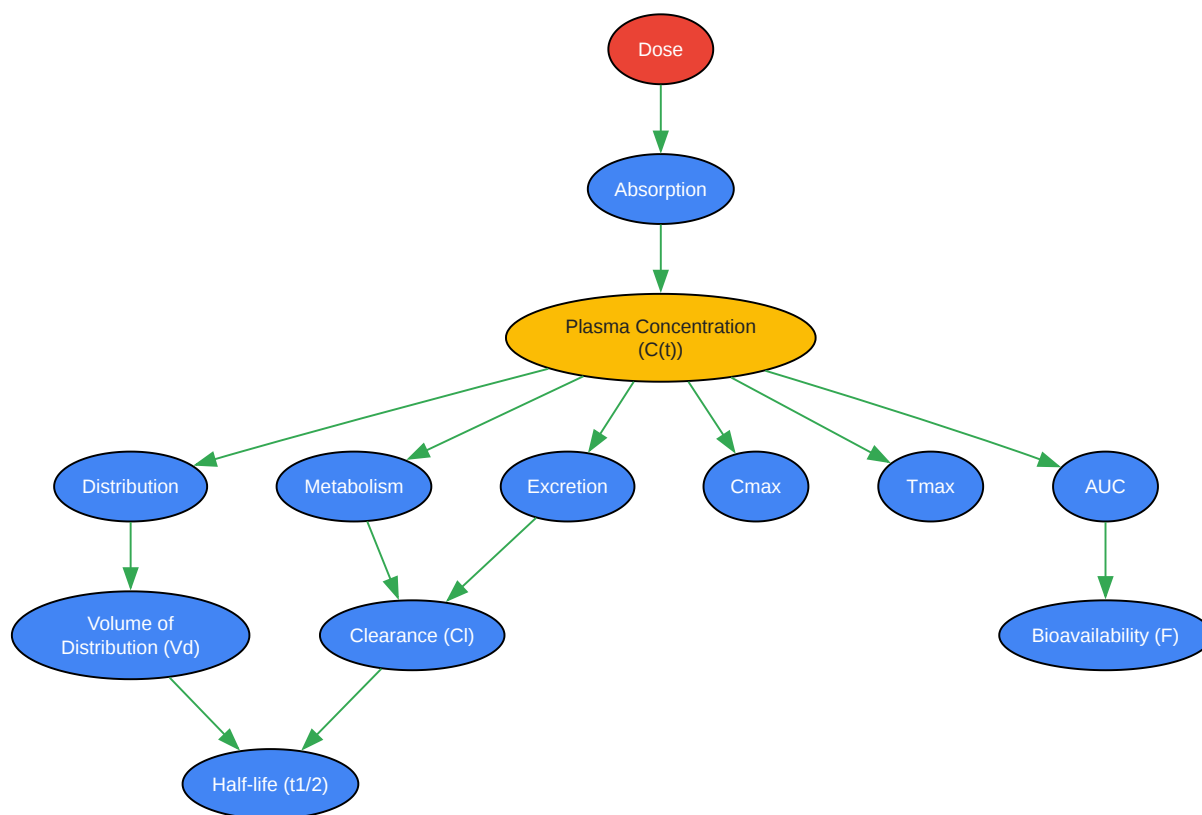 Dose
Absorption
Plasma Concentration
(C(t))
Distribution
Metabolism
Excretion
Cmax
Tmax
AUC
Volume of
Distribution (Vd)
Clearance (Cl)
Bioavailability (F)
Half-life (t1/2)